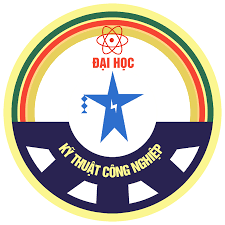 ĐẠI HỌC
KỸ THUẬT CÔNG NGHIỆP